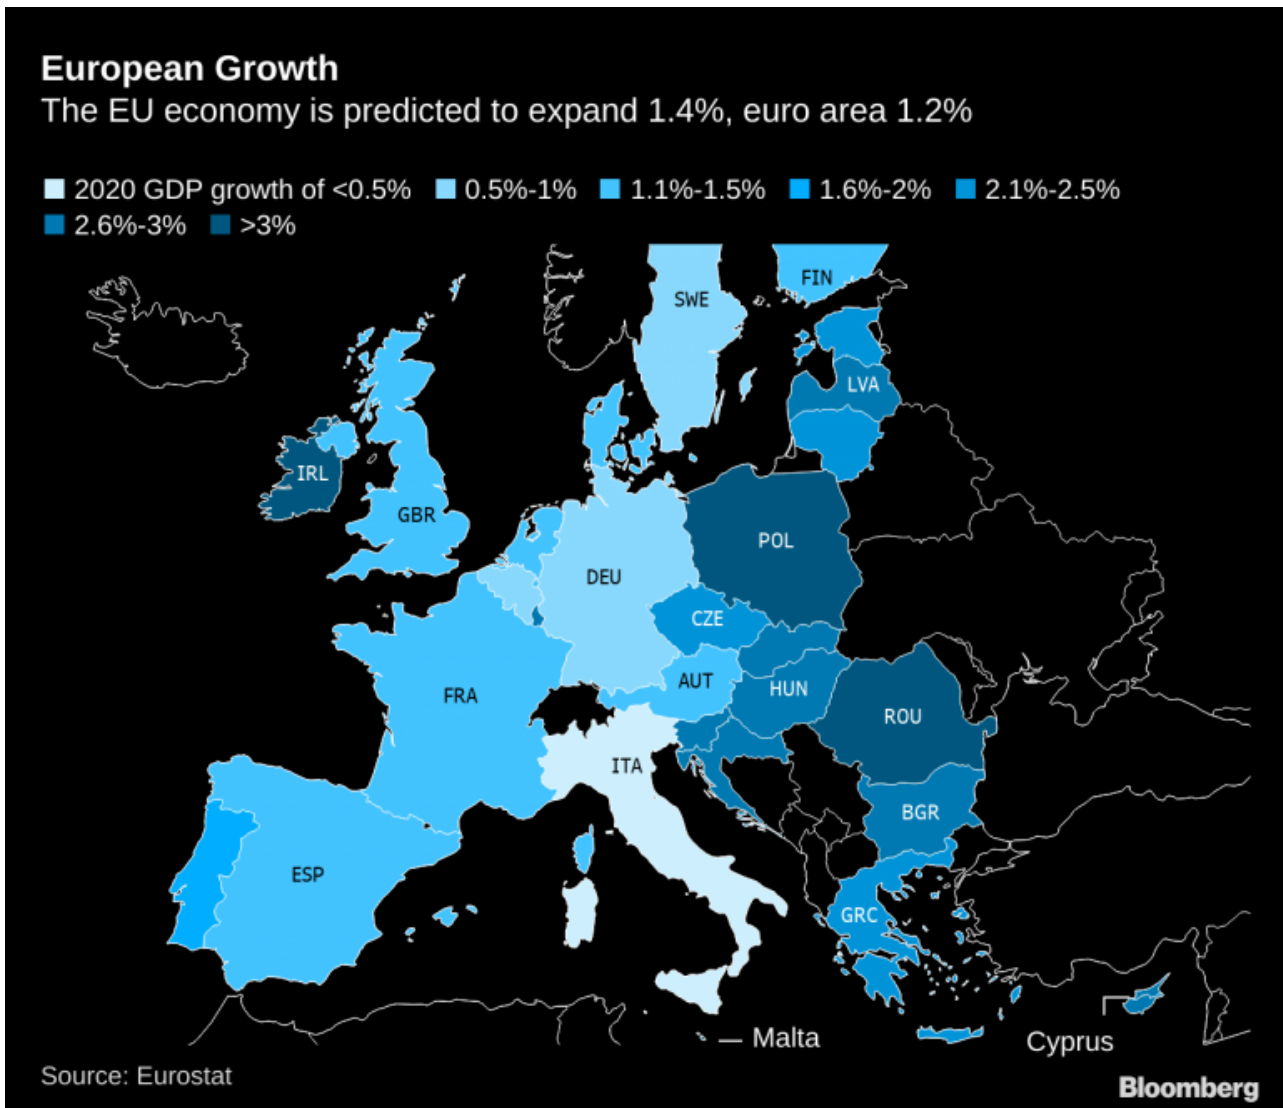 European Growth
The EU economy is predicted to expand 1.4%, euro area 1.2%
2020 GDP growth of <0.5% 0.5%-1% 1.1%-1.5% 1.6%-2% 2.1%-2.5%
2.6%-3% >3%
FIN
SWE
LVA
IRL
GBR
POL
DEU
CZE
AUT
HUN
FRA
ROU
ITA
BGR
ESP
GRC
Malta
Cyprus
Source: Eurostat
Bloomberg